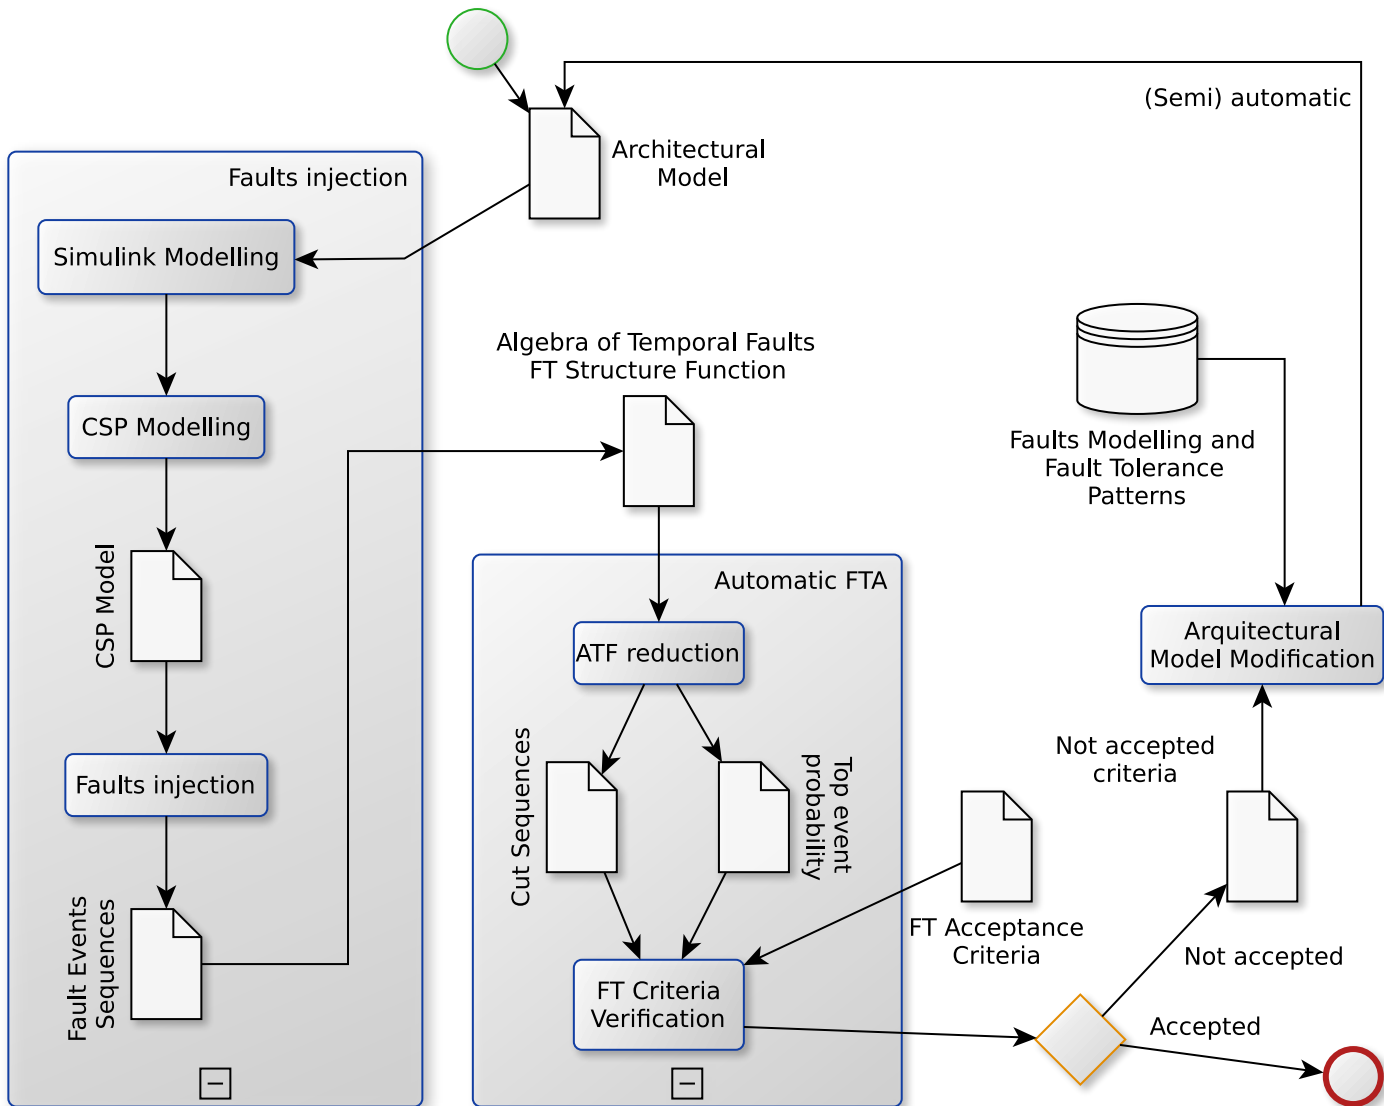 (Semi) automatic
Architectural
Model
Faults injection
Simulink Modelling
CSP Modelling
CSP Model
Faults injection
Fault Events
Sequences
Algebra of Temporal Faults
FT Structure Function
Automatic FTA
ATF reduction
Cut Sequences
Top event
probability
FT Criteria
Verification
FT Acceptance
Criteria
Faults Modelling and
Fault Tolerance
Patterns
Arquitectural
Model Modification
Not accepted
criteria
Not accepted
Accepted